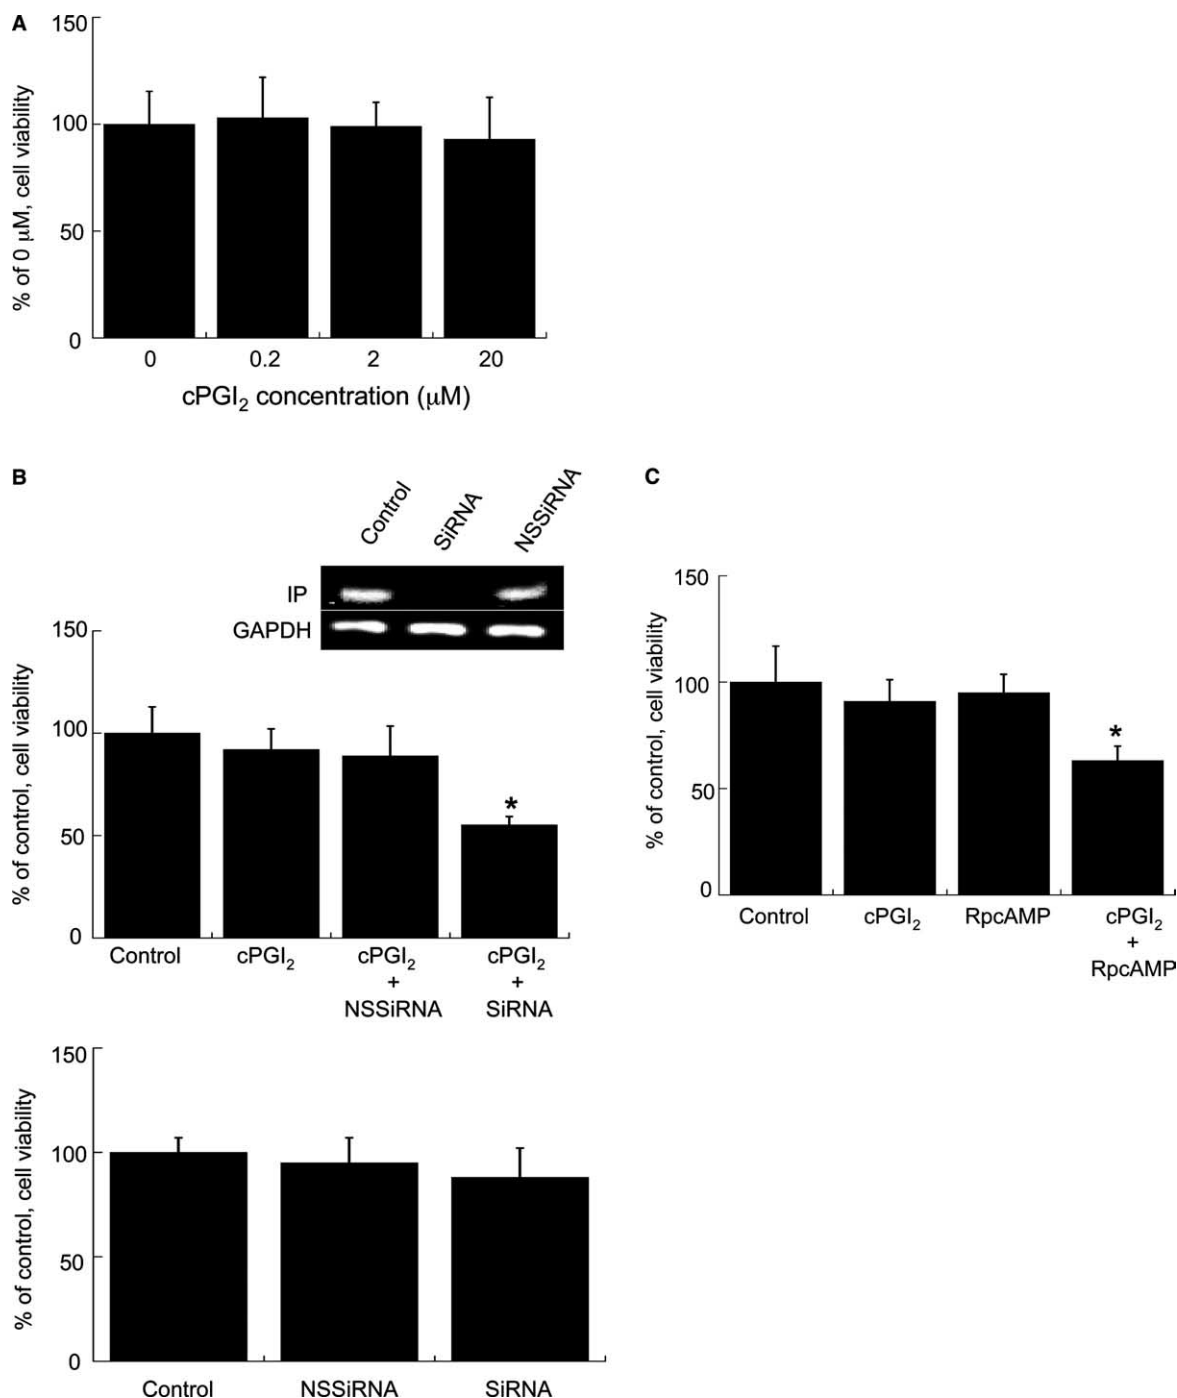 A
150
100
50
0
% of 0 μM, cell viability
0 0.2 2 20
cPGI₂ concentration (μM)
B
Control SiRNA NSSiRNA
IP
GAPDH
150
100
50
0
% of control, cell viability
Control cPGI₂ cPGI₂ cPGI₂
+ +
NSSiRNA SiRNA
*
150
100
50
0
% of control, cell viability
Control NSSiRNA SiRNA
C
150
100
50
0
% of control, cell viability
*
Control cPGI₂ RpcAMP cPGI₂
+
RpcAMP